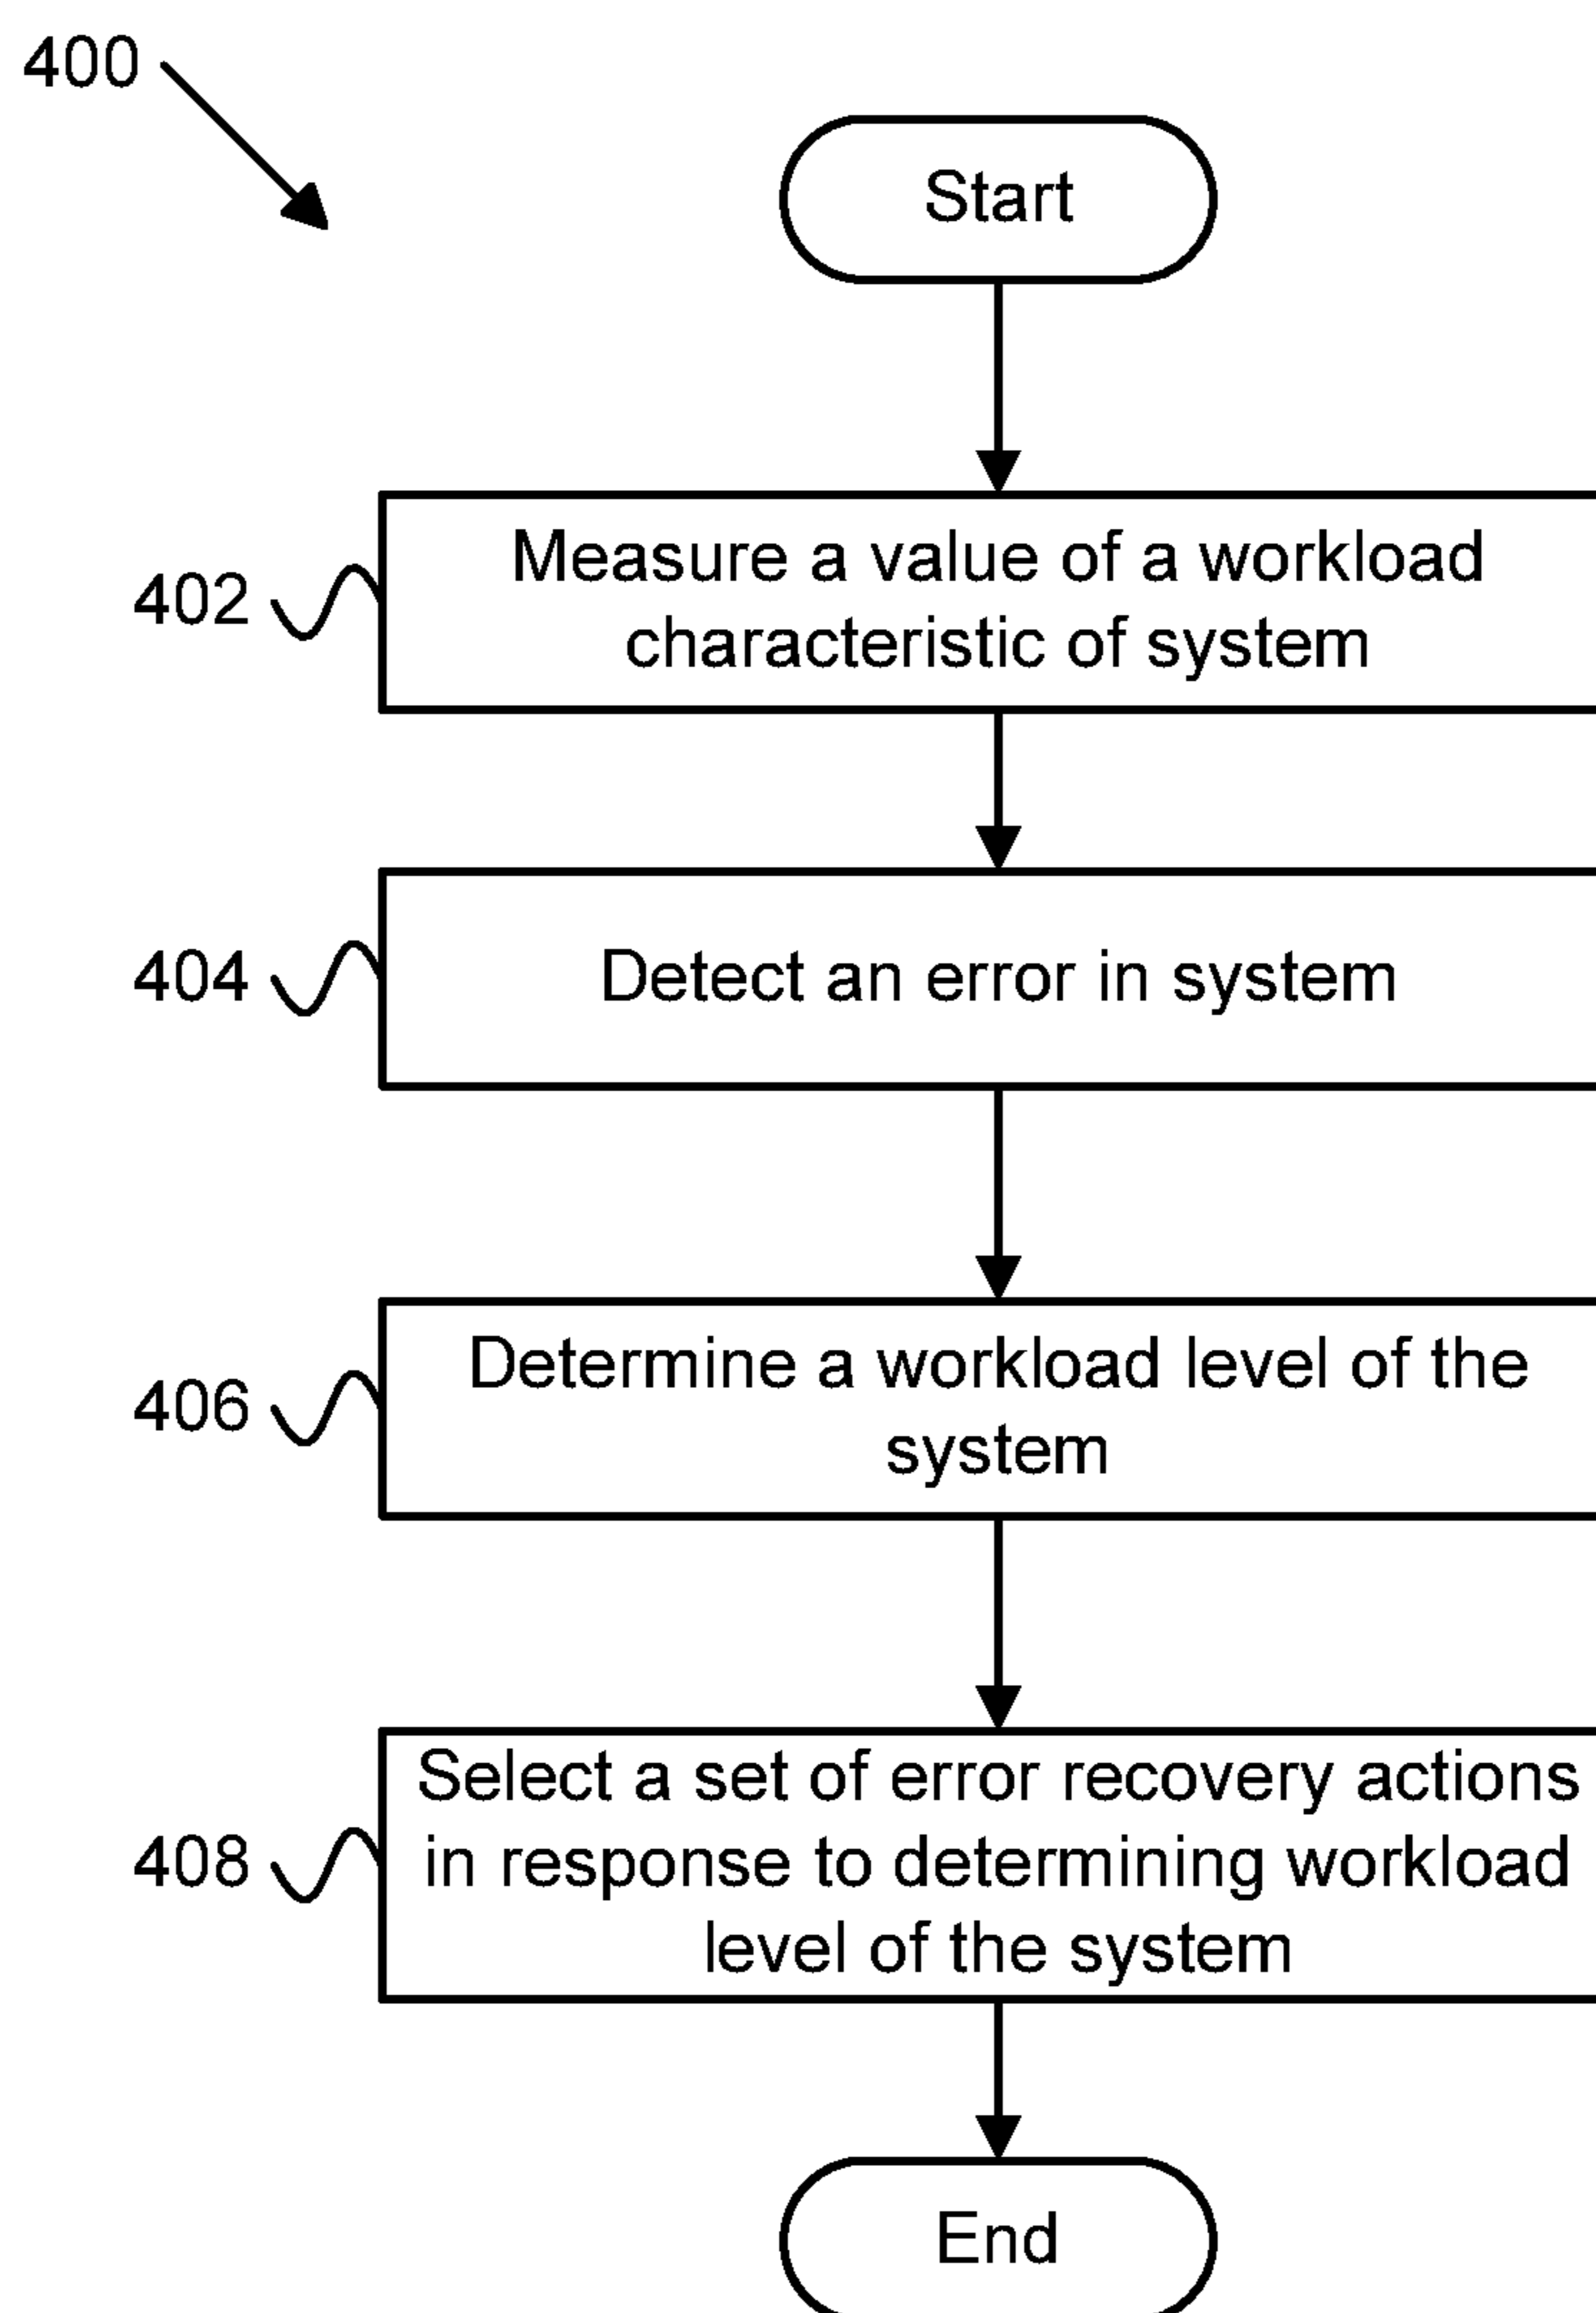 400
Start
402
Measure a value of a workload
characteristic of system
404
Detect an error in system
406
Determine a workload level of the
system
408
Select a set of error recovery actions
in response to determining workload
level of the system
End